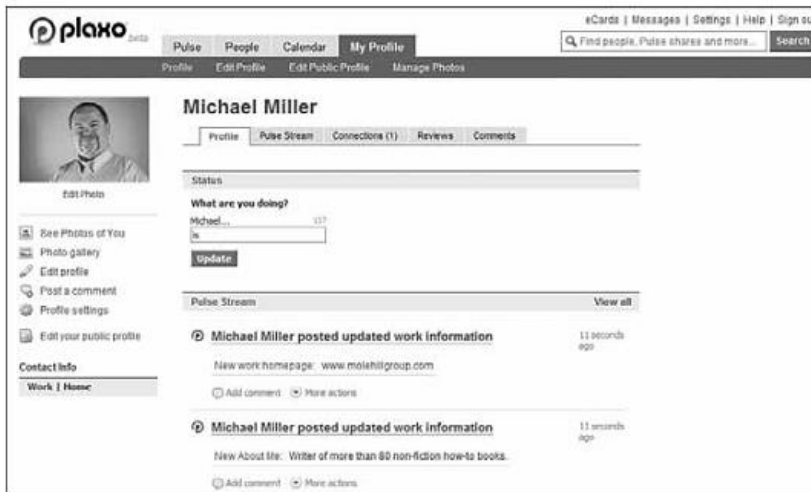 eCards | Messages | Settings | Help | Sign ou
plaxo beta
Pulse People Calendar My Profile
Find people, Pulse shares and more... Search
Profile Edit Profile Edit Public Profile Manage Photos
Michael Miller
Profile Pulse Stream Connections (1) Reviews Comments
Edit Photo
See Photos of You
Photo gallery
Edit profile
Post a comment
Profile settings
Edit your public profile
Contact Info
Work | Home
Status
What are you doing?
Michael... 157
is
Update
Pulse Stream View all
Michael Miller posted updated work information 11 seconds
ago
New work homepage: www.molehillgroup.com
Add comment More actions
Michael Miller posted updated work information 11 seconds
ago
New About Me: Writer of more than 80 non-fiction how-to books.
Add comment More actions